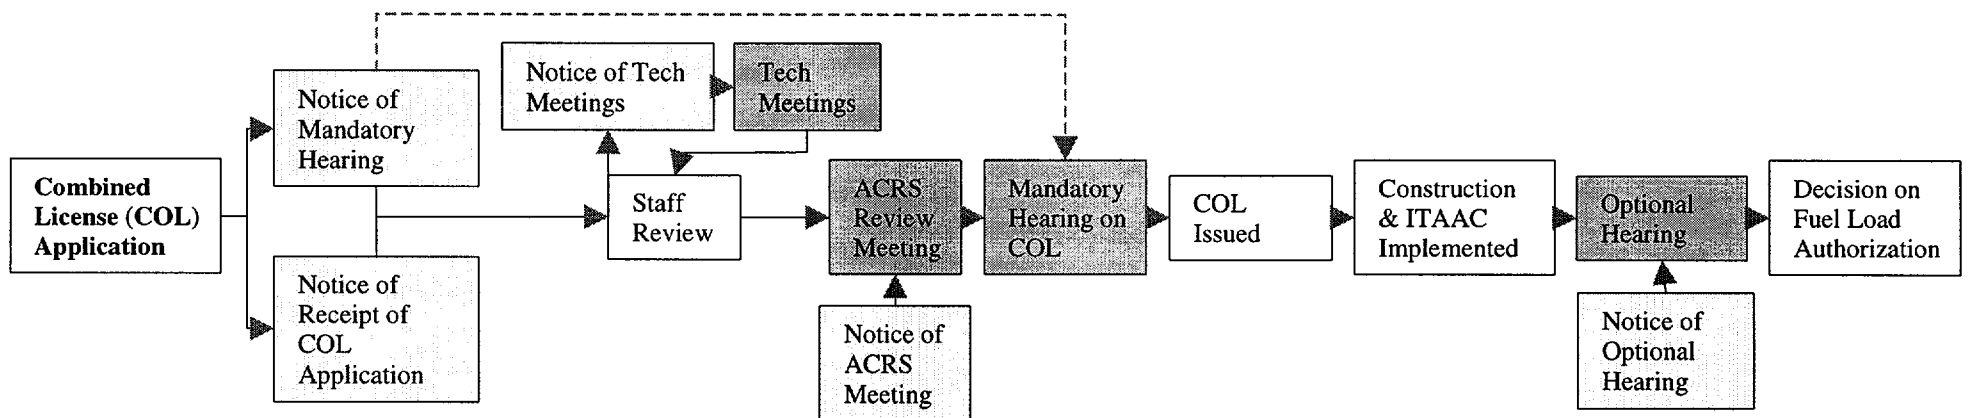 Combined
License (COL)
Application
Notice of
Mandatory
Hearing
Notice of
Receipt of
COL
Application
Notice of Tech
Meetings
Tech
Meetings
Staff
Review
ACRS
Review
Meeting
Notice of
ACRS
Meeting
Mandatory
Hearing on
COL
COL
Issued
Construction
& ITAAC
Implemented
Optional
Hearing
Notice of
Optional
Hearing
Decision on
Fuel Load
Authorization